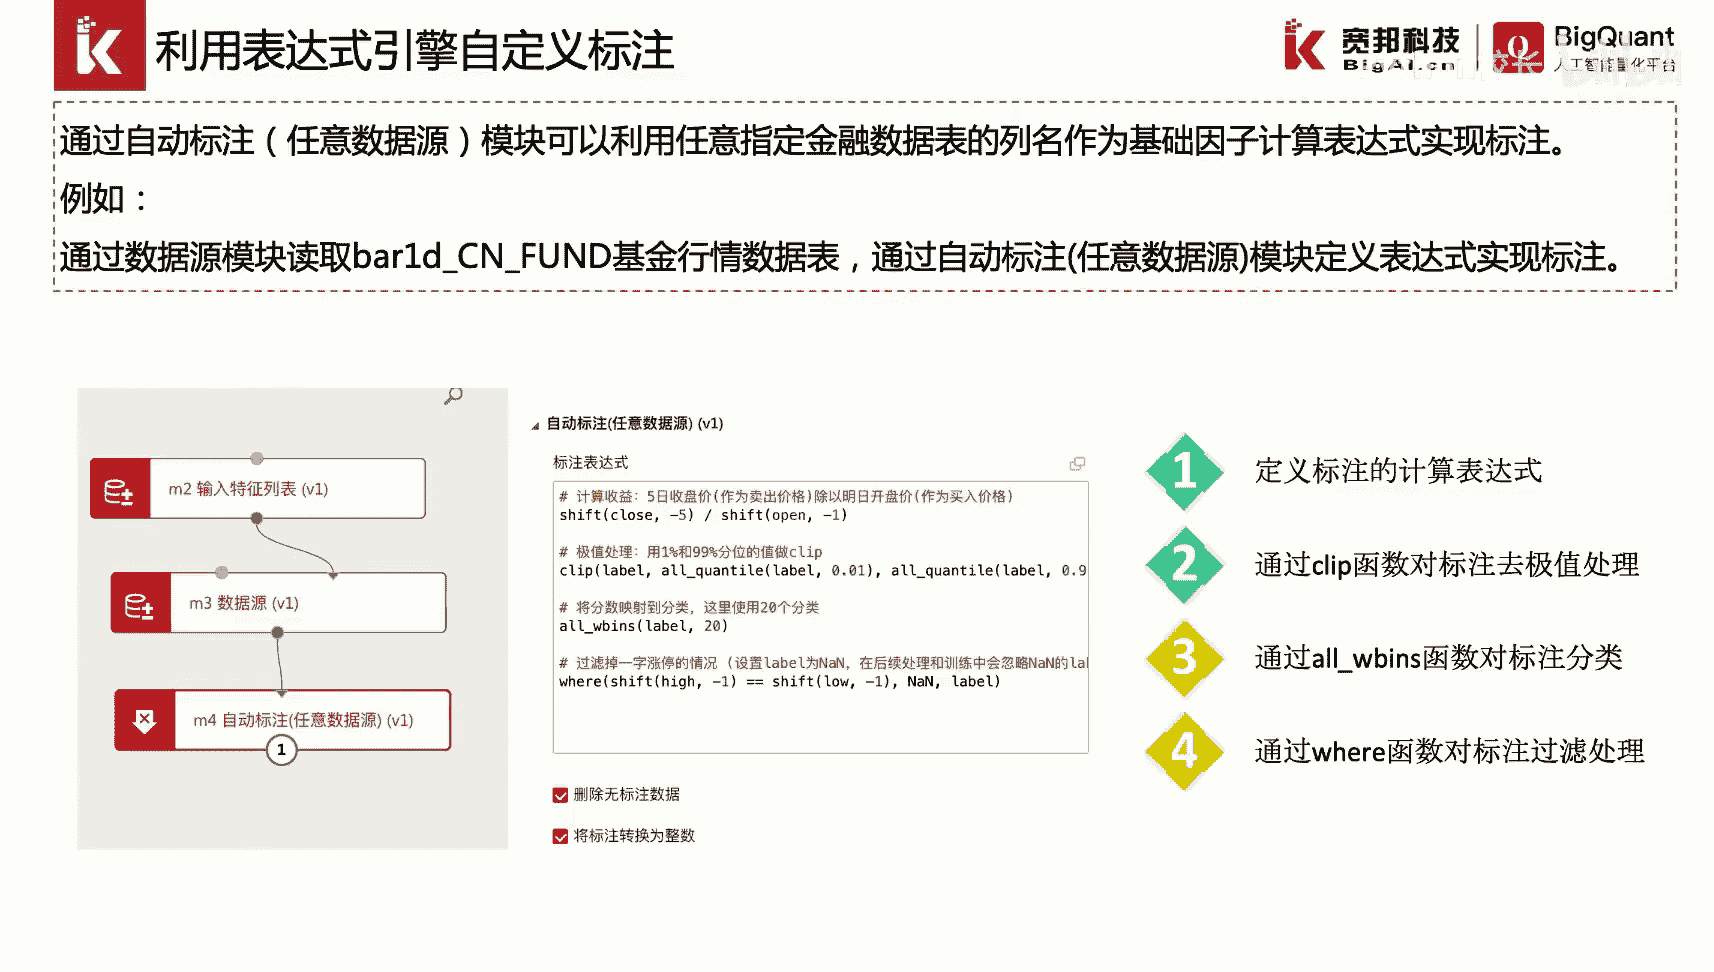 利用表达式引擎自定义标注
宽邦科技
BigAi.cn
BigQuant
人工智能量化平台
通过自动标注（任意数据源）模块可以利用任意指定金融数据表的列名作为基础因子计算表达式实现标注。
例如：
通过数据源模块读取bar1d_CN_FUND基金行情数据表，通过自动标注(任意数据源)模块定义表达式实现标注。
m2 输入特征列表 (v1)
m3 数据源 (v1)
m4 自动标注(任意数据源) (v1)
1
自动标注(任意数据源) (v1)
标注表达式
# 计算收益: 5日收盘价(作为卖出价格)除以明日开盘价(作为买入价格)
shift(close, -5) / shift(open, -1)
# 极值处理: 用1%和99%分位的值做clip
clip(label, all_quantile(label, 0.01), all_quantile(label, 0.9
# 将分数映射到分类, 这里使用20个分类
all_wbins(label, 20)
# 过滤掉一字涨停的情况 (设置label为NaN, 在后续处理和训练中会忽略NaN的la
where(shift(high, -1) == shift(low, -1), NaN, label)
删除无标注数据
将标注转换为整数
1 定义标注的计算表达式
2 通过clip函数对标注去极值处理
3 通过all_wbins函数对标注分类
4 通过where函数对标注过滤处理